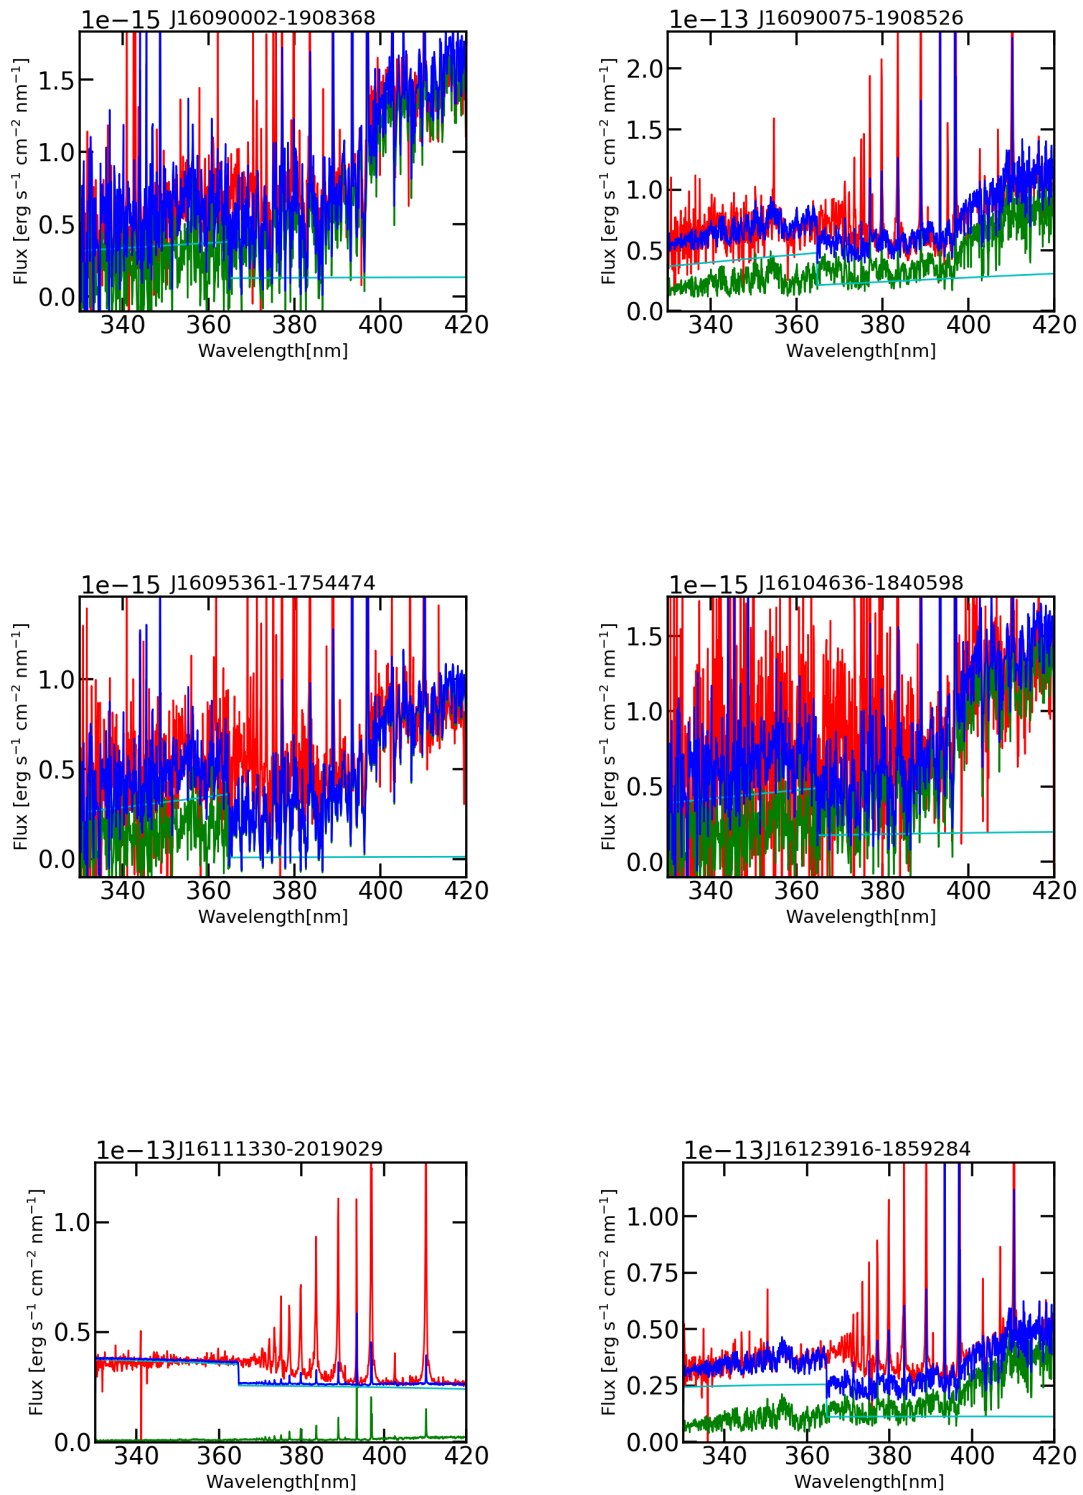 1e−15 J16090002-1908368
1e−13 J16090075-1908526
Flux [erg s⁻¹ cm⁻² nm⁻¹]
1.5
1.0
0.5
0.0
340 360 380 400 420
Wavelength[nm]
Flux [erg s⁻¹ cm⁻² nm⁻¹]
2.0
1.5
1.0
0.5
0.0
340 360 380 400 420
Wavelength[nm]
1e−15 J16095361-1754474
1e−15 J16104636-1840598
Flux [erg s⁻¹ cm⁻² nm⁻¹]
1.0
0.5
0.0
340 360 380 400 420
Wavelength[nm]
Flux [erg s⁻¹ cm⁻² nm⁻¹]
1.5
1.0
0.5
0.0
340 360 380 400 420
Wavelength[nm]
1e−13 J16111330-2019029
1e−13 J16123916-1859284
Flux [erg s⁻¹ cm⁻² nm⁻¹]
1.0
0.5
0.0
340 360 380 400 420
Wavelength[nm]
Flux [erg s⁻¹ cm⁻² nm⁻¹]
1.00
0.75
0.50
0.25
0.00
340 360 380 400 420
Wavelength[nm]